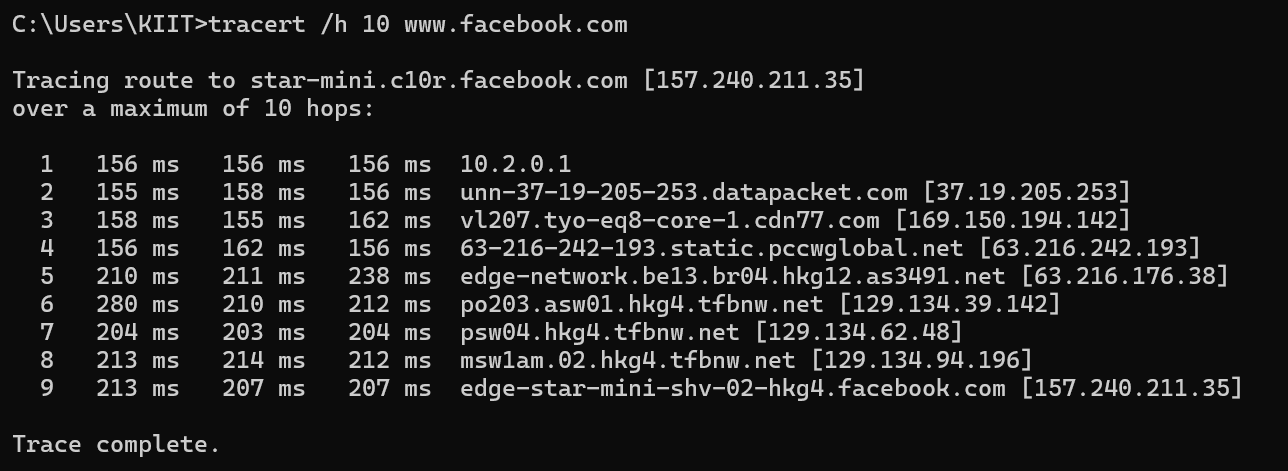 C:\Users\KIIT>tracert /h 10 www.facebook.com
Tracing route to star-mini.c10r.facebook.com [157.240.211.35]
over a maximum of 10 hops:
1 156 ms 156 ms 156 ms 10.2.0.1
2 155 ms 158 ms 156 ms unn-37-19-205-253.datapacket.com [37.19.205.253]
3 158 ms 155 ms 162 ms vl207.tyo-eq8-core-1.cdn77.com [169.150.194.142]
4 156 ms 162 ms 156 ms 63-216-242-193.static.pccwglobal.net [63.216.242.193]
5 210 ms 211 ms 238 ms edge-network.be13.br04.hkg12.as3491.net [63.216.176.38]
6 280 ms 210 ms 212 ms po203.asw01.hkg4.tfbnw.net [129.134.39.142]
7 204 ms 203 ms 204 ms psw04.hkg4.tfbnw.net [129.134.62.48]
8 213 ms 214 ms 212 ms msw1am.02.hkg4.tfbnw.net [129.134.94.196]
9 213 ms 207 ms 207 ms edge-star-mini-shv-02-hkg4.facebook.com [157.240.211.35]
Trace complete.